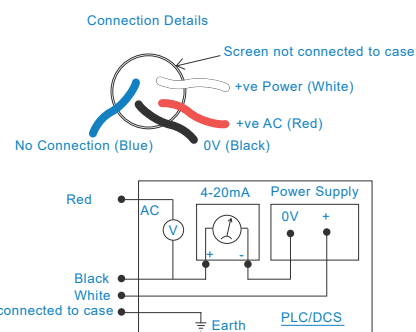 Connection Details
Screen not connected to case
+ve Power (White)
+ve AC (Red)
No Connection (Blue)
0V (Black)
4-20mA
Power Supply
Red
AC
0V
+
V
+
-
Black
White
connected to case
Earth
PLC/DCS